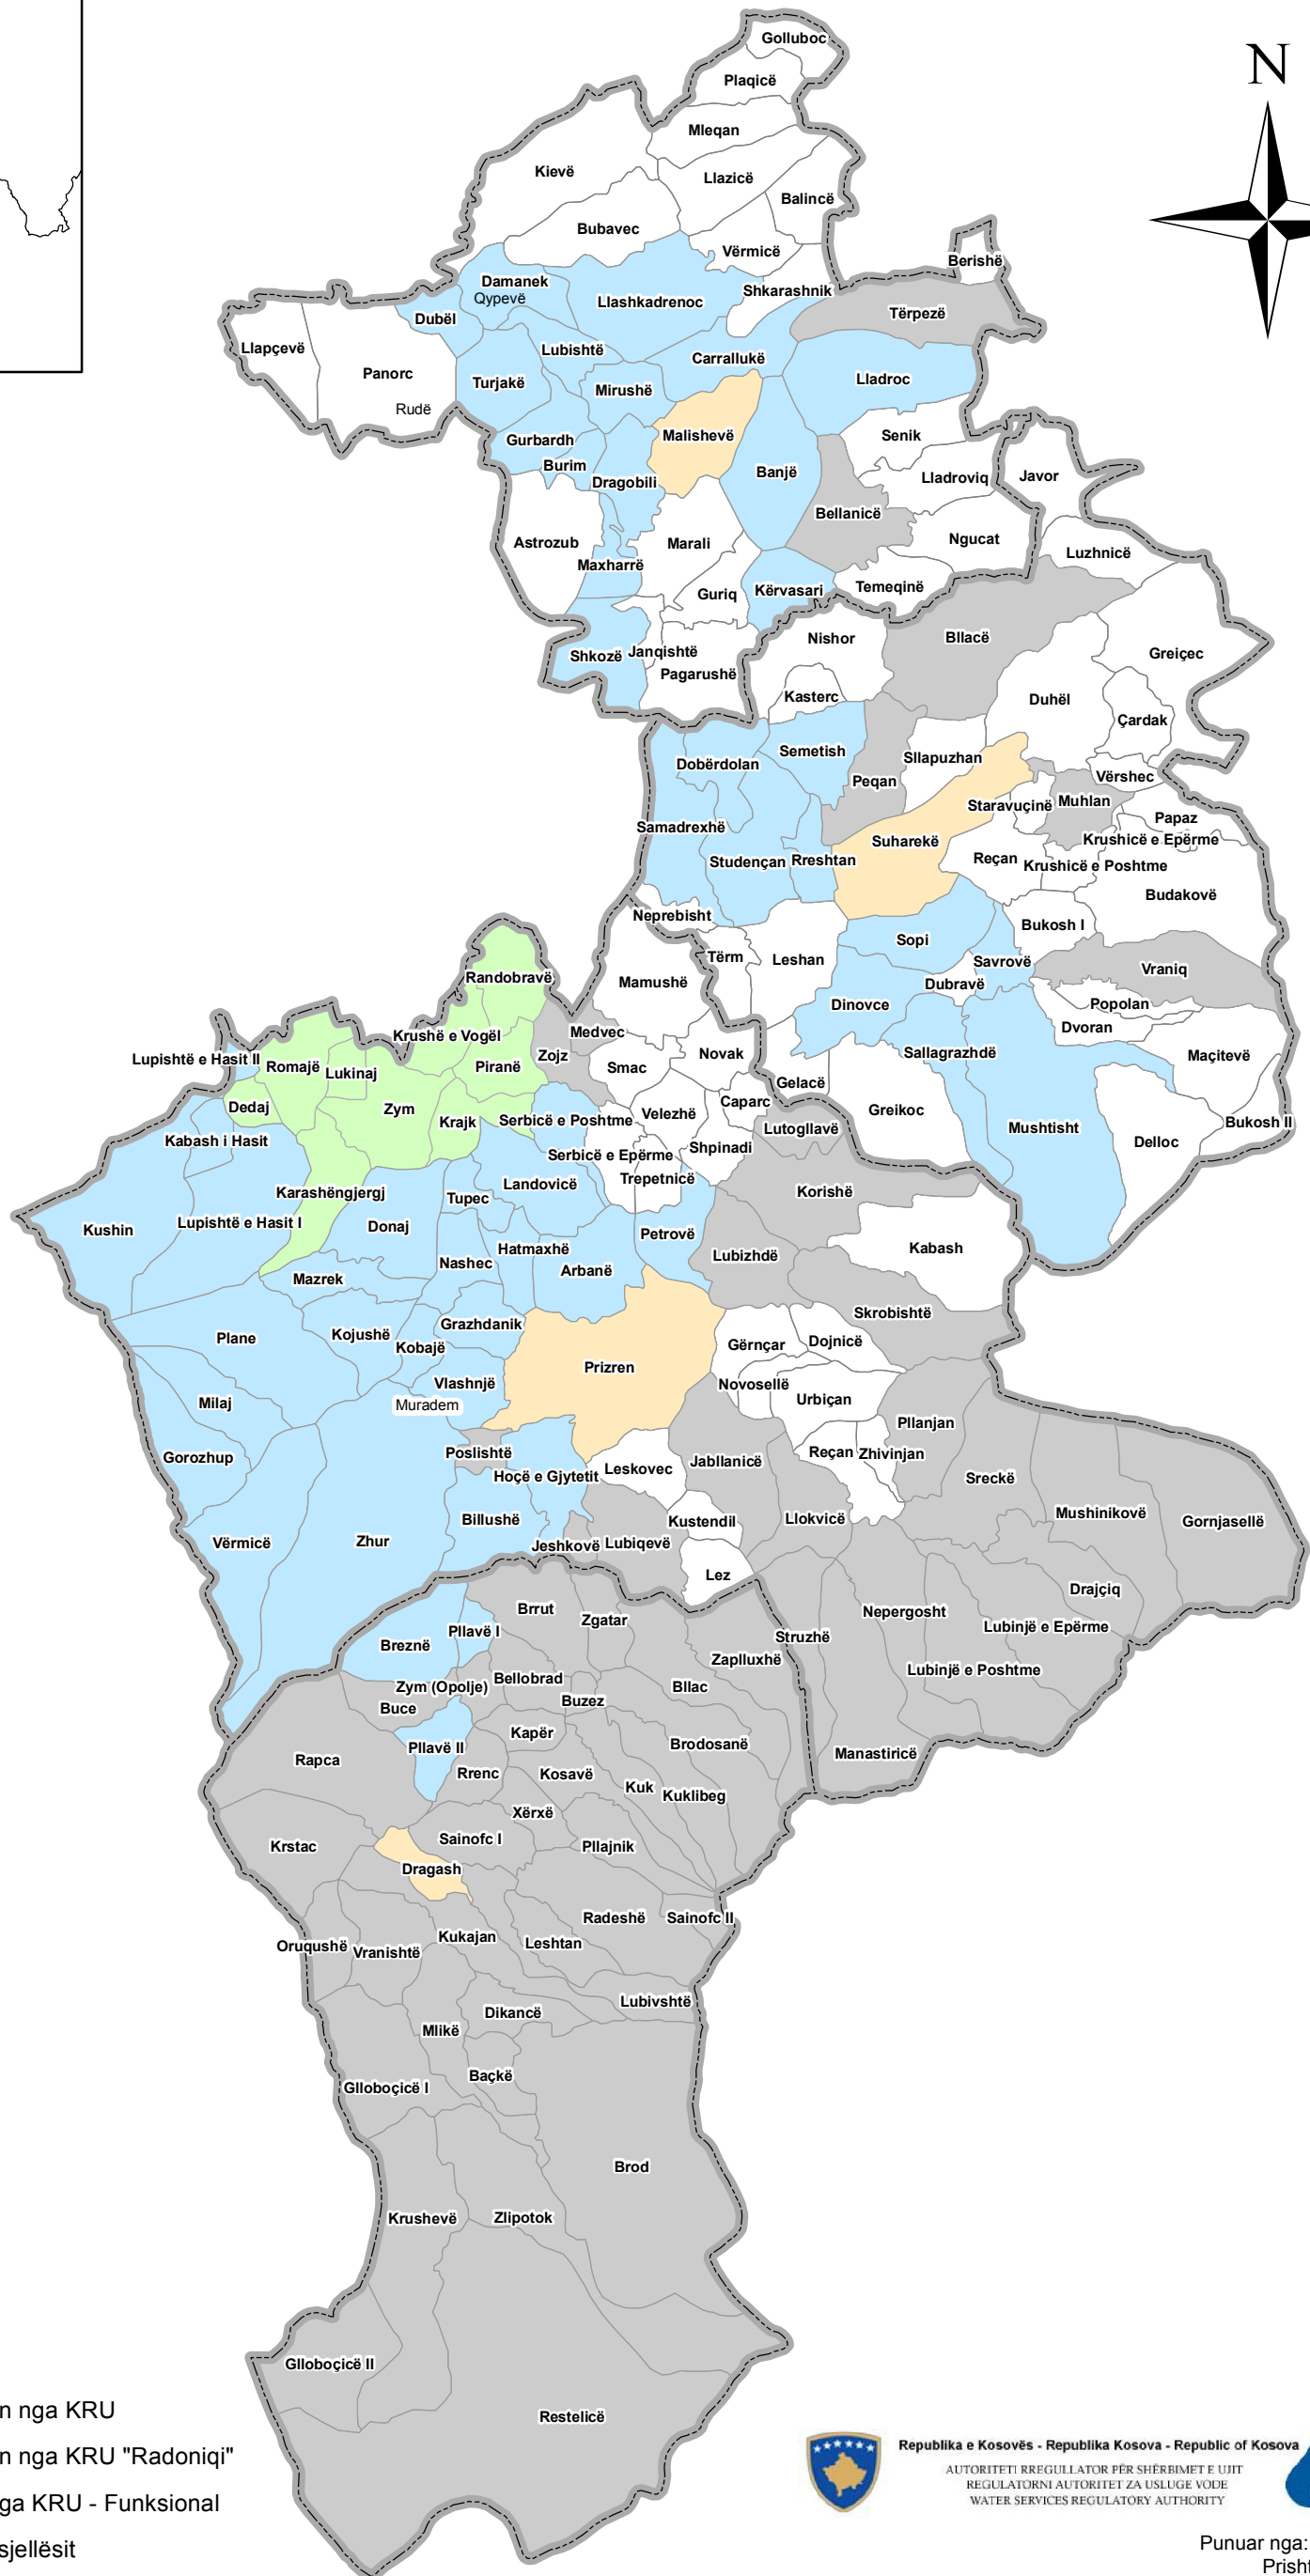 Golluboc
N
Plaqicë
Mleqan
Kievë
Llazicë
Balincë
Bubavec
Vërmicë
Berishë
Damanek
Qypevë
Shkarashnik
Llashkadrenoc
Tërpezë
Dubël
Llapçevë
Lubishtë
Carrallukë
Panorc
Lladroc
Turjakë
Mirushë
Rudë
Malishevë
Senik
Gurbardh
Burim
Banjë
Javor
Lladroviq
Dragobili
Bellanicë
Ngucat
Astrozub
Marali
Luzhnicë
Maxharrë
Temeqinë
Kërvasari
Guriq
Nishor
Bllacë
Janqishtë
Greiçec
Shkozë
Pagarushë
Kasterc
Duhël
Çardak
Semetish
Sllapuzhan
Dobërdolan
Vërshec
Peqan
Muhlan
Staravuçinë
Papaz
Samadrexhë
Krushicë e Epërme
Suharekë
Reçan
Studençan
Rreshtan
Krushicë e Poshtme
Budakovë
Neprebisht
Bukosh I
Sopi
Tërm
Leshan
Savrovë
Vraniq
Randobravë
Mamushë
Dubravë
Dinovce
Popolan
Dvoran
Medvec
Krushë e Vogël
Sallagrazhdë
Novak
Zojz
Maçitevë
Lupishtë e Hasit II
Romajë
Piranë
Smac
Lukinaj
Gelacë
Caparc
Dedaj
Zym
Greikoc
Velezhë
Krajk
Serbicë e Poshtme
Bukosh II
Lutogllavë
Mushtisht
Kabash i Hasit
Delloc
Shpinadi
Serbicë e Epërme
Trepetnicë
Landovicë
Karashëngjergj
Korishë
Tupec
Lupishtë e Hasit I
Donaj
Kushin
Petrovë
Kabash
Hatmaxhë
Lubizhdë
Nashec
Arbanë
Mazrek
Skrobishtë
Grazhdanik
Kojushë
Plane
Dojnicë
Gërnçar
Kobajë
Prizren
Vlashnjë
Novosellë
Milaj
Urbiçan
Muradem
Pllanjan
Poslishtë
Reçan
Zhivinjan
Gorozhup
Jabllanicë
Leskovec
Hoçë e Gjytetit
Sreckë
Mushinikovë
Llokvicë
Billushë
Kustendil
Gornjasellë
Vërmicë
Zhur
Lubiqevë
Jeshkovë
Lez
Drajçiq
Brrut
Nepergosht
Zgatar
Lubinjë e Epërme
Pllavë I
Struzhë
Breznë
Zaplluxhë
Lubinjë e Poshtme
Bellobrad
Zym (Opolje)
Bllac
Buzez
Buce
Kapër
Brodosanë
Pllavë II
Manastiricë
Rapca
Rrenc
Kosavë
Kuk
Kuklibeg
Xërxë
Sainofc I
Krstac
Pllajnik
Dragash
Radeshë
Sainofc II
Kukajan
Leshtan
Oruqushë
Vranishtë
Lubivshtë
Dikancë
Mlikë
Baçkë
Glloboçicë I
Brod
Krushevë
Zlipotok
Glloboçicë II
Restelicë
n nga KRU
n nga KRU "Radoniqi"
ga KRU - Funksional
sjellësit
Republika e Kosovës - Republika Kosova - Republic of Kosova
AUTORITETI RREGULLATOR PËR SHËRBIMET E UJIT
REGULATORNI AUTORITET ZA USLUGE VODE
WATER SERVICES REGULATORY AUTHORITY
Punuar nga:
Prisht